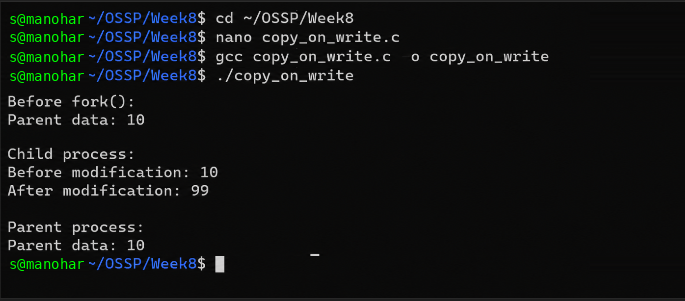 s@manohar:~/OSSP/Week8$ cd ~/OSSP/Week8
s@manohar:~/OSSP/Week8$ nano copy_on_write.c
s@manohar:~/OSSP/Week8$ gcc copy_on_write.c -o copy_on_write
s@manohar:~/OSSP/Week8$ ./copy_on_write
Before fork():
Parent data: 10
Child process:
Before modification: 10
After modification: 99
Parent process:
Parent data: 10
s@manohar:~/OSSP/Week8$